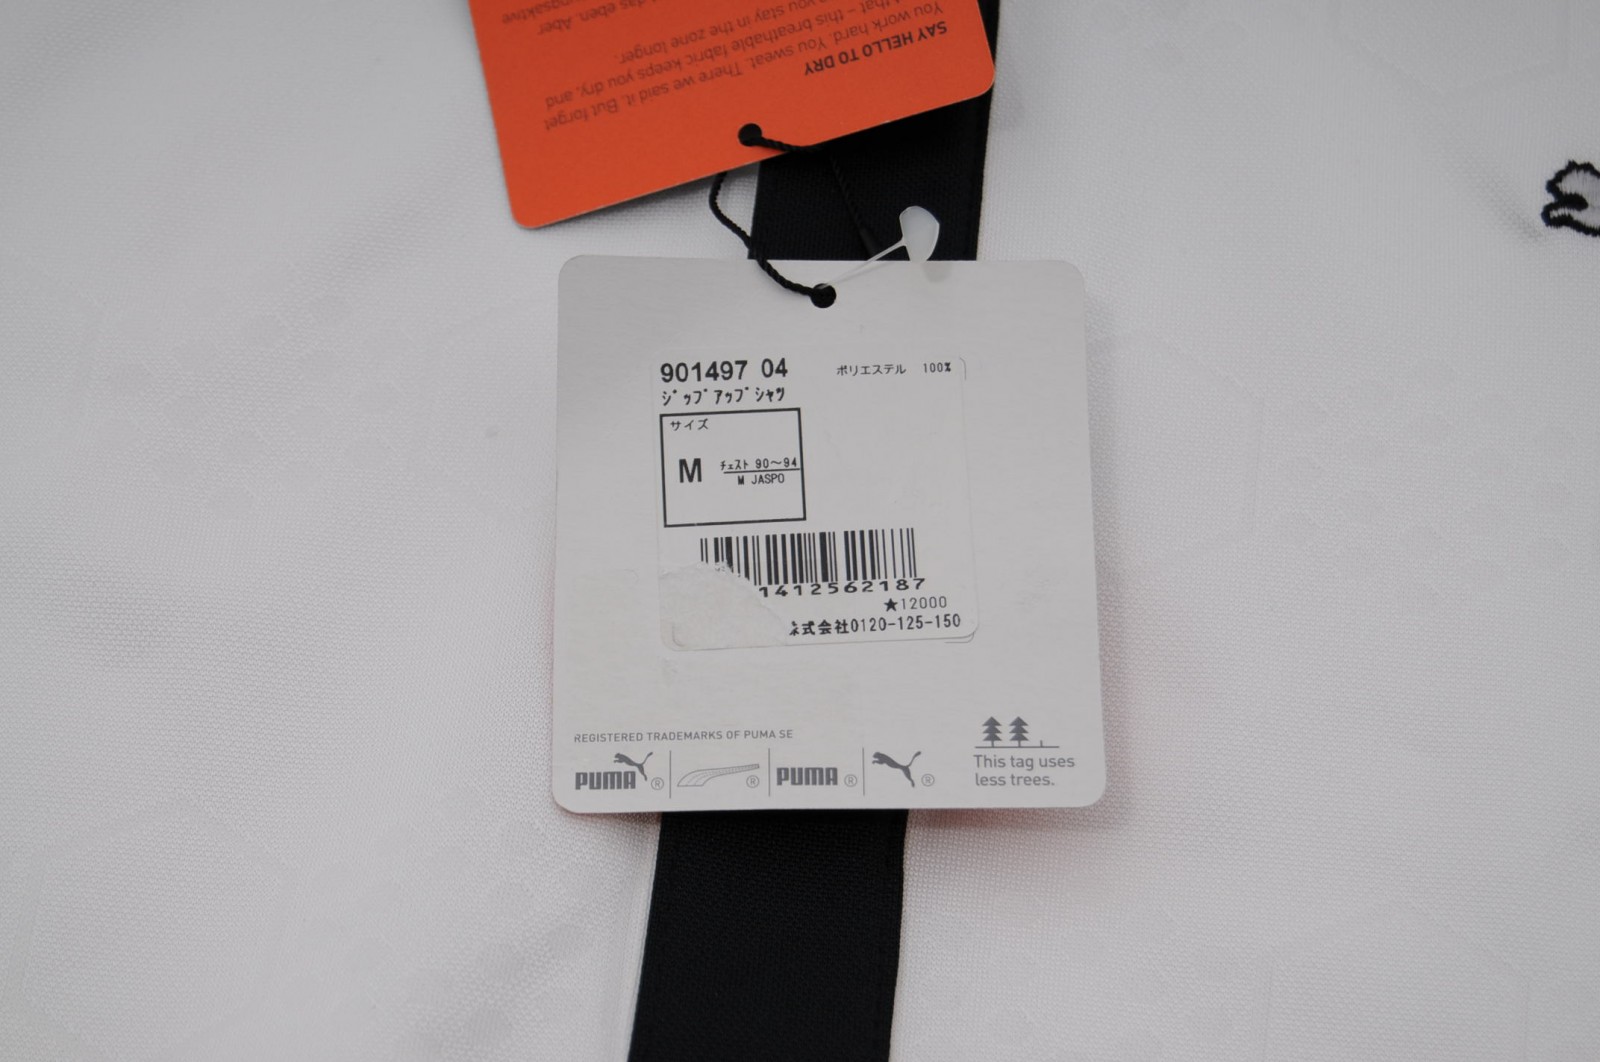 SAY HELLO TO DRY
You work hard. You sweat. There we said it. But forget
that – this breathable fabric keeps you dry, and
you stay in the zone longer.
das eben. Aber
901497 04
ポリエステル 100%
ジップアップシャツ
サイズ
M
チェスト 90～94
M JASPO
1412562187
★12000
株式会社0120-125-150
REGISTERED TRADEMARKS OF PUMA SE
PUMA ®
®
PUMA ®
®
This tag uses
less trees.